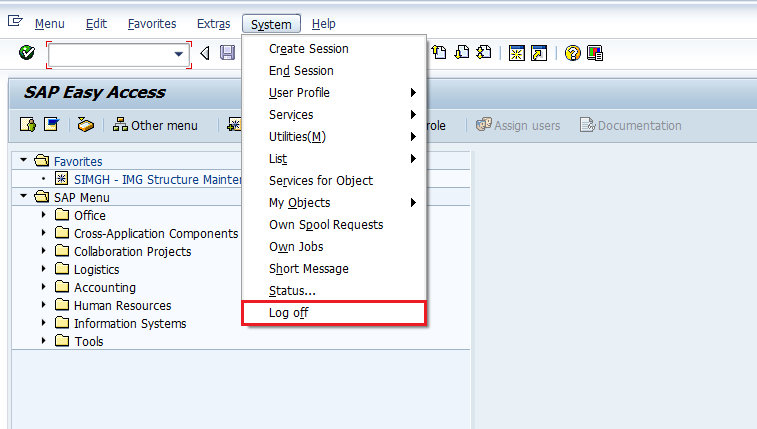 Menu Edit Favorites Extras System Help
SAP Easy Access
Other menu role Assign users Documentation
Create Session
End Session
User Profile
Services
Utilities(M)
List
Services for Object
My Objects
Own Spool Requests
Own Jobs
Short Message
Status...
Log off
Favorites
SIMGH - IMG Structure Mainte
SAP Menu
Office
Cross-Application Components
Collaboration Projects
Logistics
Accounting
Human Resources
Information Systems
Tools